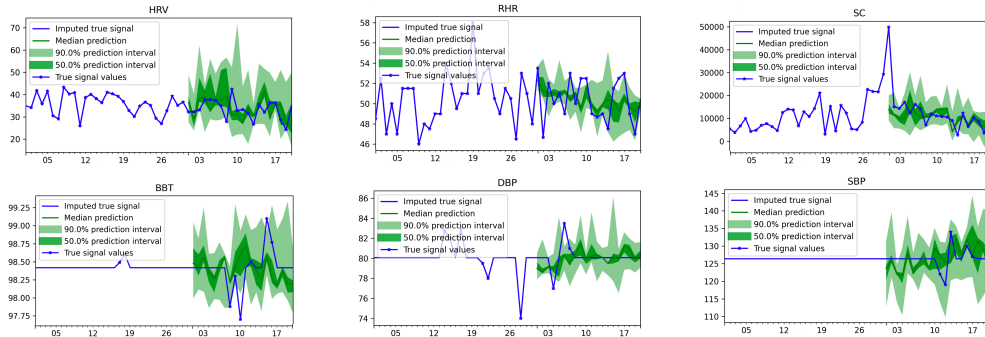 HRV
70
60
50
40
30
20
Imputed true signal
Median prediction
90.0% prediction interval
50.0% prediction interval
True signal values
05
12
19
26
03
10
17
RHR
58
56
54
52
50
48
46
Imputed true signal
Median prediction
90.0% prediction interval
50.0% prediction interval
True signal values
05
12
19
26
03
10
17
SC
50000
40000
30000
20000
10000
0
Imputed true signal
Median prediction
90.0% prediction interval
50.0% prediction interval
True signal values
05
12
19
26
03
10
17
BBT
99.25
99.00
98.75
98.50
98.25
98.00
97.75
Imputed true signal
Median prediction
90.0% prediction interval
50.0% prediction interval
True signal values
05
12
19
26
03
10
17
DBP
86
84
82
80
78
76
74
Imputed true signal
Median prediction
90.0% prediction interval
50.0% prediction interval
True signal values
05
12
19
26
03
10
17
SBP
145
140
135
130
125
120
115
110
Imputed true signal
Median prediction
90.0% prediction interval
50.0% prediction interval
True signal values
05
12
19
26
03
10
17